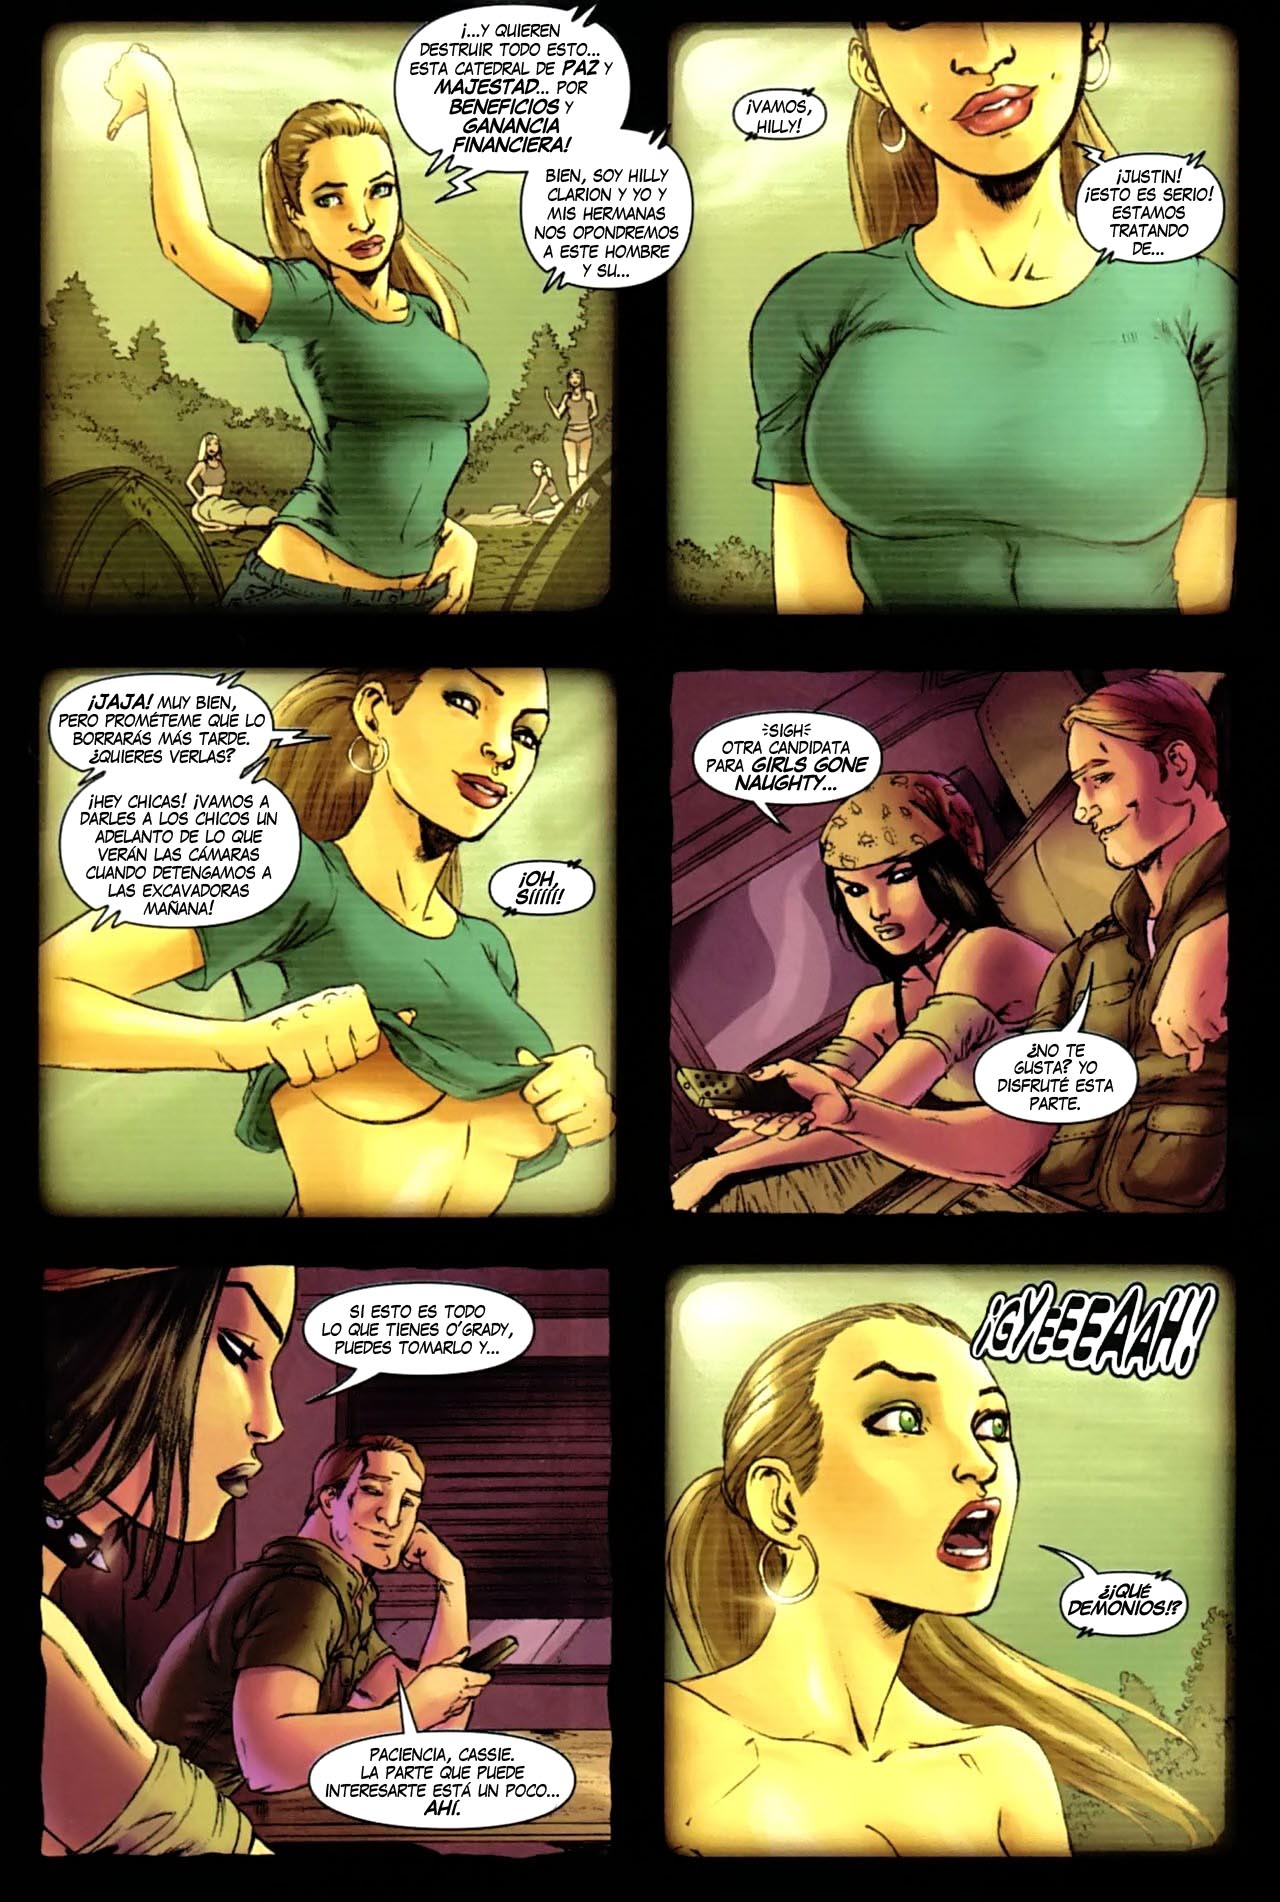 ¡...Y QUIEREN
DESTRUIR TODO ESTO...
ESTA CATEDRAL DE PAZ Y
MAJESTAD... POR
BENEFICIOS Y
GANANCIA
FINANCIERA!
BIEN, SOY HILLY
CLARION Y YO Y
MIS HERMANAS
NOS OPONDREMOS
A ESTE HOMBRE
Y SU...
¡VAMOS,
HILLY!
¡JUSTIN!
¡ESTO ES SERIO!
ESTAMOS
TRATANDO
DE...
¡JAJA! MUY BIEN,
PERO PROMÉTEME QUE LO
BORRARÁS MÁS TARDE.
¿QUIERES VERLAS?
¡HEY CHICAS! ¡VAMOS A
DARLES A LOS CHICOS UN
ADELANTO DE LO QUE
VERÁN LAS CÁMARAS
CUANDO DETENGAMOS A
LAS EXCAVADORAS
MAÑANA!
¡OH,
SÍÍÍÍÍ!
SIGH
OTRA CANDIDATA
PARA GIRLS GONE
NAUGHTY...
¿NO TE
GUSTA? YO
DISFRUTÉ ESTA
PARTE.
SI ESTO ES TODO
LO QUE TIENES O'GRADY,
PUEDES TOMARLO Y...
PACIENCIA, CASSIE.
LA PARTE QUE PUEDE
INTERESARTE ESTÁ UN POCO...
AHÍ.
¡GYEEEEAAH!
¿¡QUÉ
DEMONIOS!?